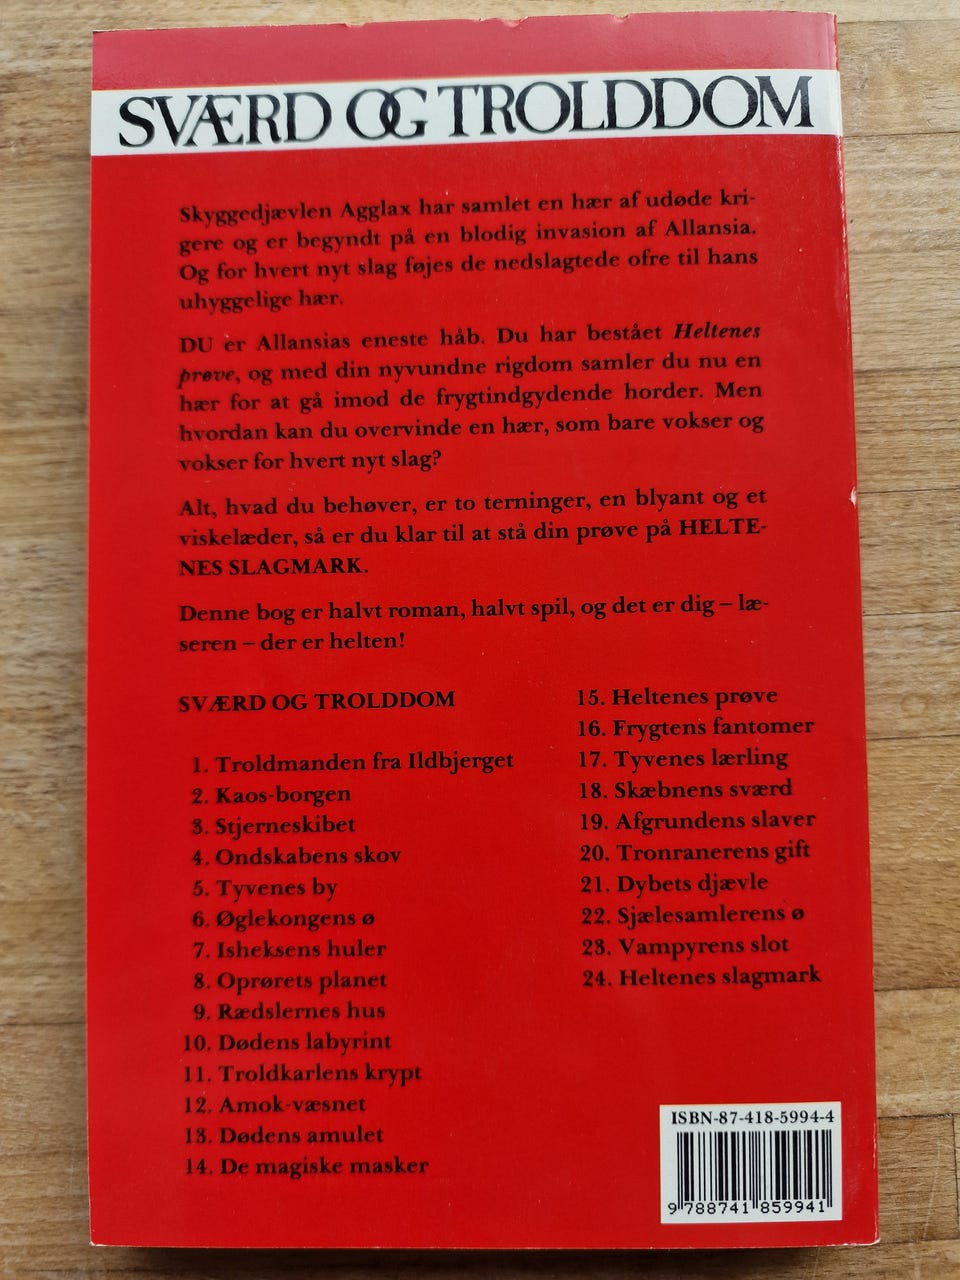 SVÆRD OG TROLDDOM
Skyggedjævlen Agglax har samlet en hær af udøde kri-
gere og er begyndt på en blodig invasion af Allansia.
Og for hvert nyt slag føjes de nedslagtede ofre til hans
uhyggelige hær.
DU er Allansias eneste håb. Du har bestået Heltenes
prøve, og med din nyvundne rigdom samler du nu en
hær for at gå imod de frygtindgydende horder. Men
hvordan kan du overvinde en hær, som bare vokser og
vokser for hvert nyt slag?
Alt, hvad du behøver, er to terninger, en blyant og et
viskelæder, så er du klar til at stå din prøve på HELTE-
NES SLAGMARK.
Denne bog er halvt roman, halvt spil, og det er dig – læ-
seren – der er helten!
SVÆRD OG TROLDDOM
1. Troldmanden fra Ildbjerget
2. Kaos-borgen
3. Stjerneskibet
4. Ondskabens skov
5. Tyvenes by
6. Øglekongens ø
7. Isheksens huler
8. Oprørets planet
9. Rædslernes hus
10. Dødens labyrint
11. Troldkarlens krypt
12. Amok-væsnet
13. Dødens amulet
14. De magiske masker
15. Heltenes prøve
16. Frygtens fantomer
17. Tyvenes lærling
18. Skæbnens sværd
19. Afgrundens slaver
20. Tronranerens gift
21. Dybets djævle
22. Sjælesamlerens ø
23. Vampyrens slot
24. Heltenes slagmark
ISBN-87-418-5994-4
9 788741 859941